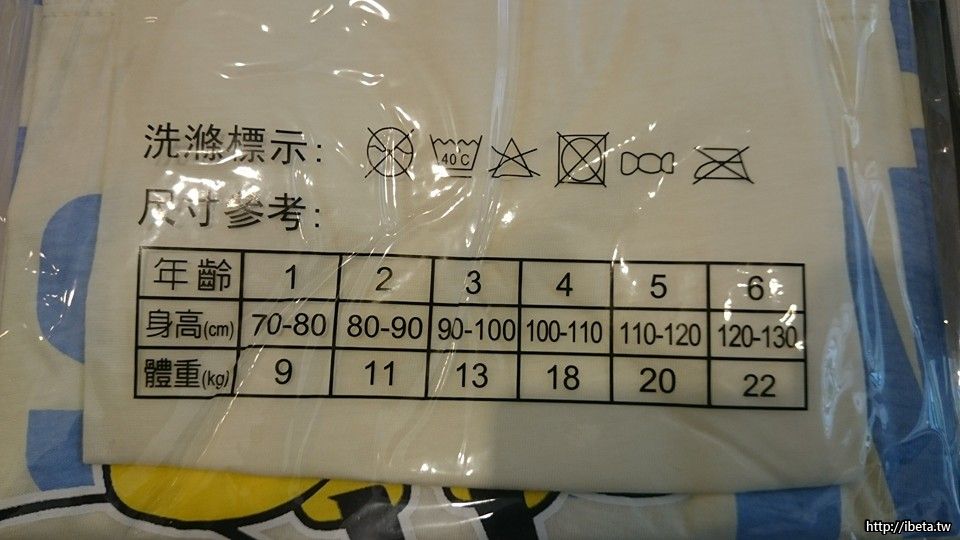 洗滌標示: 40C
尺寸參考:
年齡 1 2 3 4 5 6
身高(cm) 70-80 80-90 90-100 100-110 110-120 120-130
體重(kg) 9 11 13 18 20 22
http://ibeta.tw